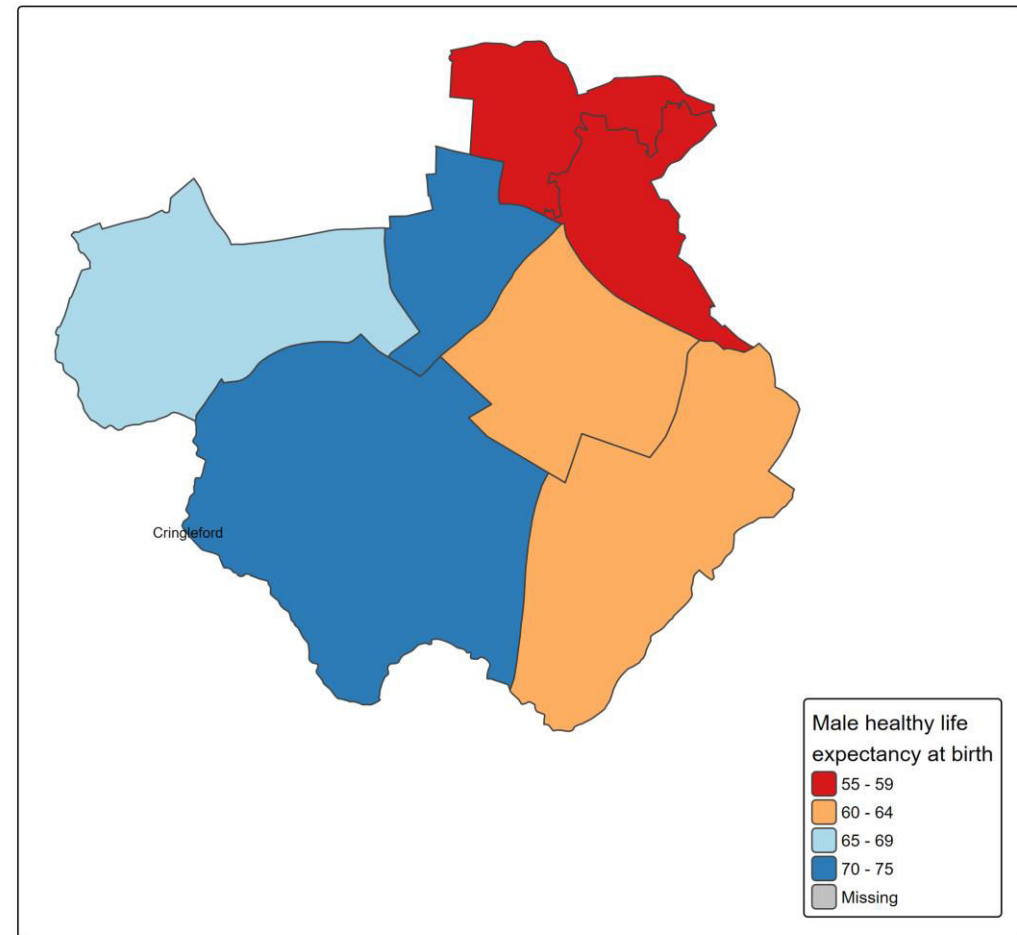 Cringleford
Male healthy life
expectancy at birth
55 - 59
60 - 64
65 - 69
70 - 75
Missing